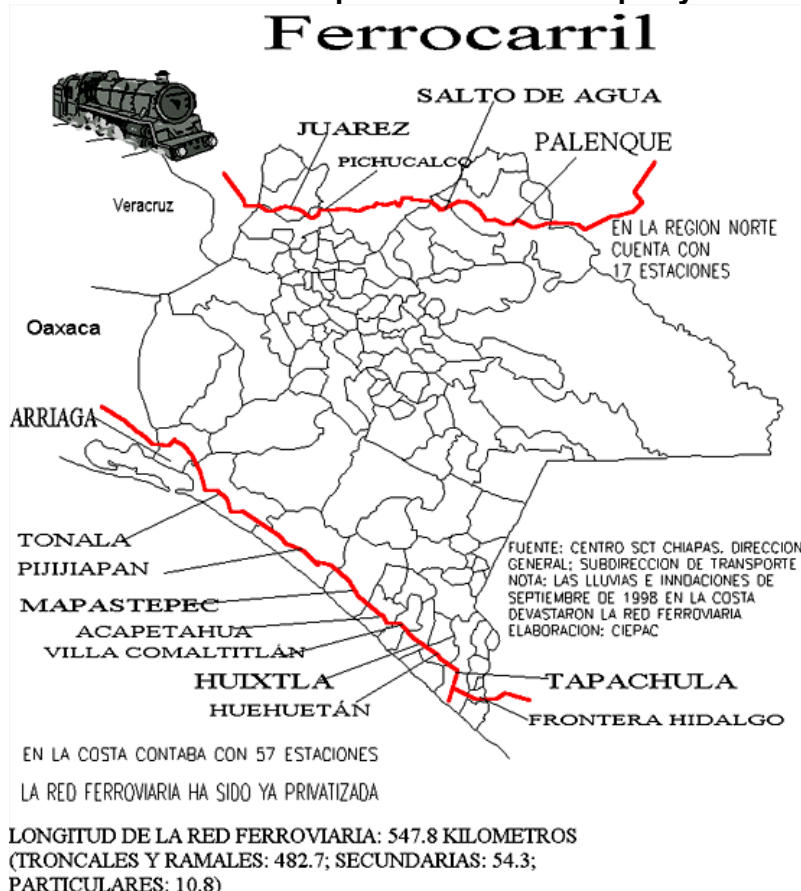 Ferrocarril
SALTO DE AGUA
JUAREZ
PALENQUE
PICHUCALCO
Veracruz
EN LA REGION NORTE
CUENTA CON
17 ESTACIONES
Oaxaca
ARRIAGA
TONALA
PIJIJIAPAN
MAPASTEPEC
ACAPETAHUA
VILLA COMALTITLÁN
HUIXTLA
HUEHUETÁN
FUENTE: CENTRO SCT CHIAPAS. DIRECCION
GENERAL; SUBDIRECCION DE TRANSPORTE
NOTA: LAS LLUVIAS E INNDACIONES DE
SEPTIEMBRE DE 1998 EN LA COSTA
DEVASTARON LA RED FERROVIARIA
ELABORACION: CIEPAC
TAPACHULA
FRONTERA HIDALGO
EN LA COSTA CONTABA CON 57 ESTACIONES
LA RED FERROVIARIA HA SIDO YA PRIVATIZADA
LONGITUD DE LA RED FERROVIARIA: 547.8 KILOMETROS
(TRONCALES Y RAMALES: 482.7; SECUNDARIAS: 54.3;
PARTICULARES: 10.8)